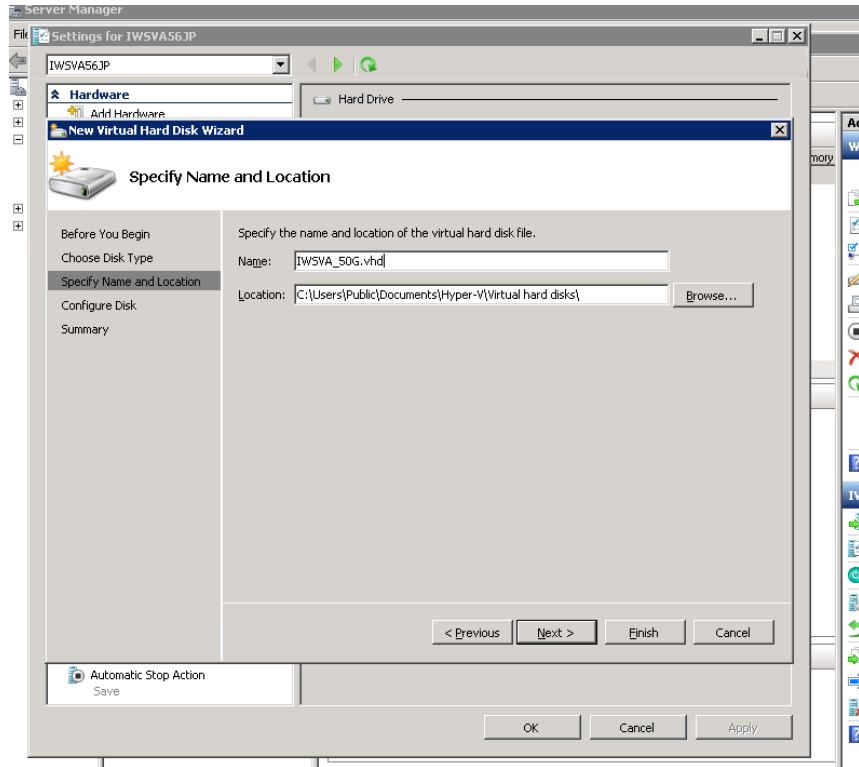 Server Manager
File
Settings for IWSVA56JP
IWSVA56JP
Hardware
Add Hardware
Hard Drive
New Virtual Hard Disk Wizard
Specify Name and Location
Before You Begin
Choose Disk Type
Specify Name and Location
Configure Disk
Summary
Specify the name and location of the virtual hard disk file.
Name: IWSVA_50G.vhd
Location: C:\Users\Public\Documents\Hyper-V\Virtual hard disks\ Browse...
< Previous Next > Finish Cancel
Automatic Stop Action
Save
OK Cancel Apply